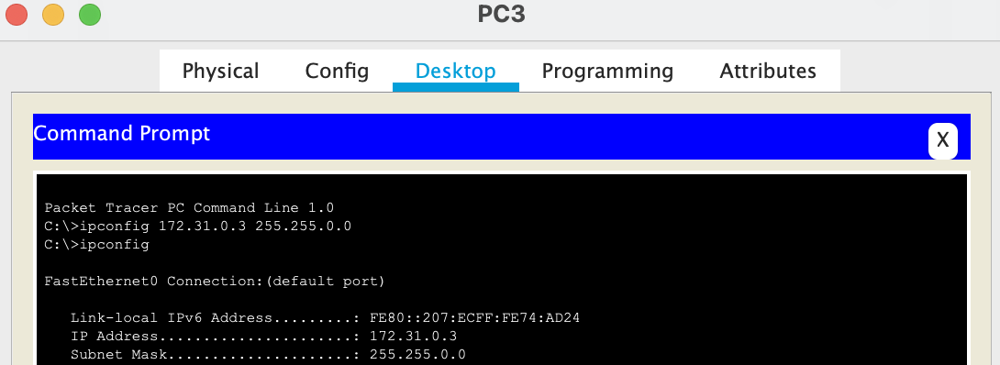 PC3
Physical Config Desktop Programming Attributes
Command Prompt
X
Packet Tracer PC Command Line 1.0
C:\>ipconfig 172.31.0.3 255.255.0.0
C:\>ipconfig
FastEthernet0 Connection:(default port)
Link-local IPv6 Address.........: FE80::207:ECFF:FE74:AD24
IP Address......................: 172.31.0.3
Subnet Mask.....................: 255.255.0.0